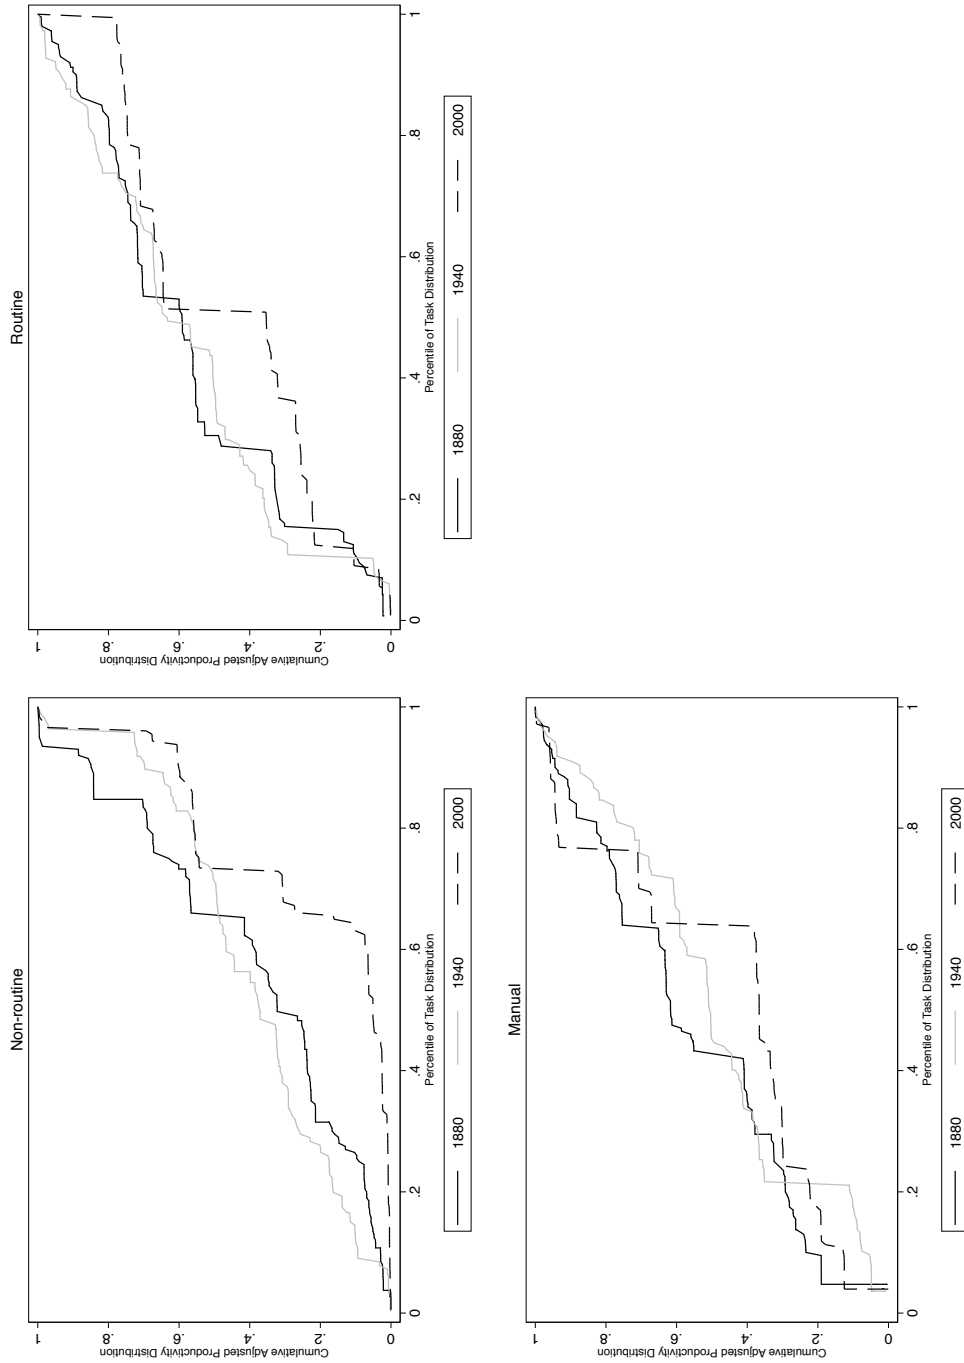 Non-routine
Cumulative Adjusted Productivity Distribution
0 .2 .4 .6 .8 1
0 .2 .4 .6 .8 1
Percentile of Task Distribution
1880 1940 2000
Routine
Cumulative Adjusted Productivity Distribution
0 .2 .4 .6 .8 1
0 .2 .4 .6 .8 1
Percentile of Task Distribution
1880 1940 2000
Manual
Cumulative Adjusted Productivity Distribution
0 .2 .4 .6 .8 1
0 .2 .4 .6 .8 1
Percentile of Task Distribution
1880 1940 2000